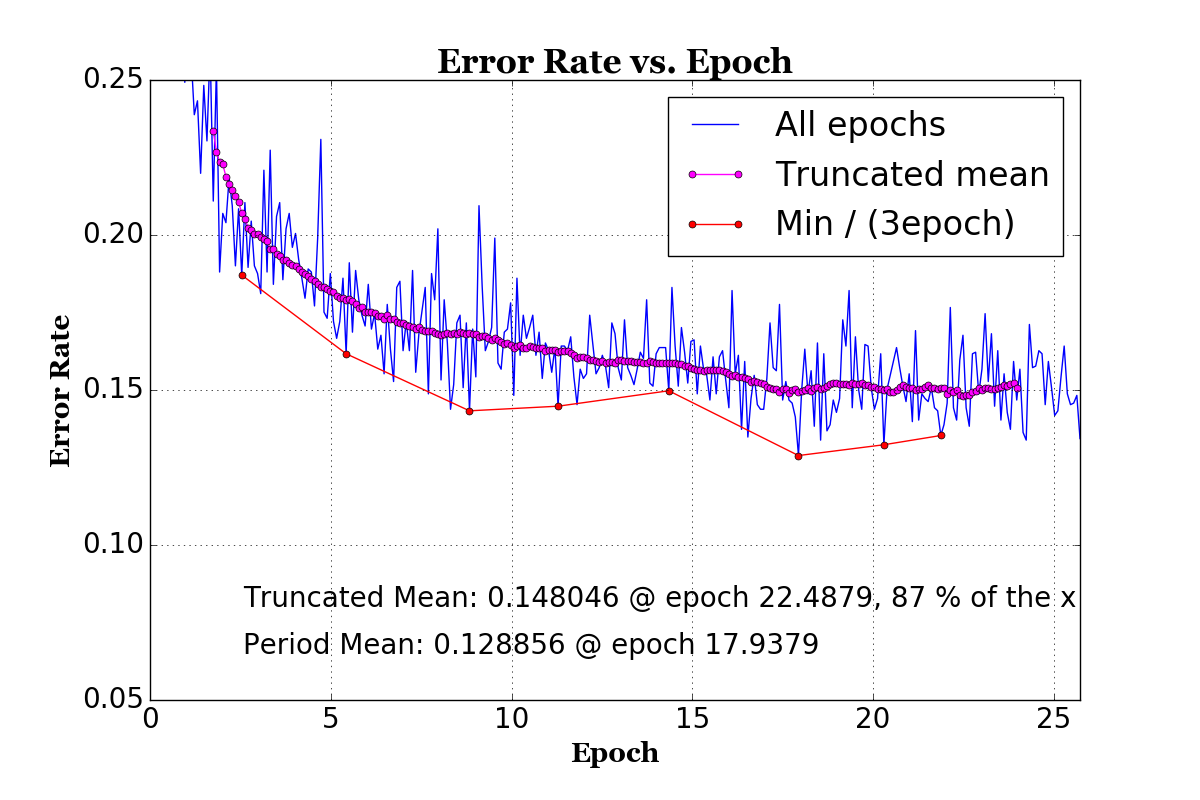 Error Rate vs. Epoch
0.25
0.20
0.15
0.10
0.05
Error Rate
All epochs
Truncated mean
Min / (3epoch)
Truncated Mean: 0.148046 @ epoch 22.4879, 87 % of the x
Period Mean: 0.128856 @ epoch 17.9379
0 5 10 15 20 25
Epoch